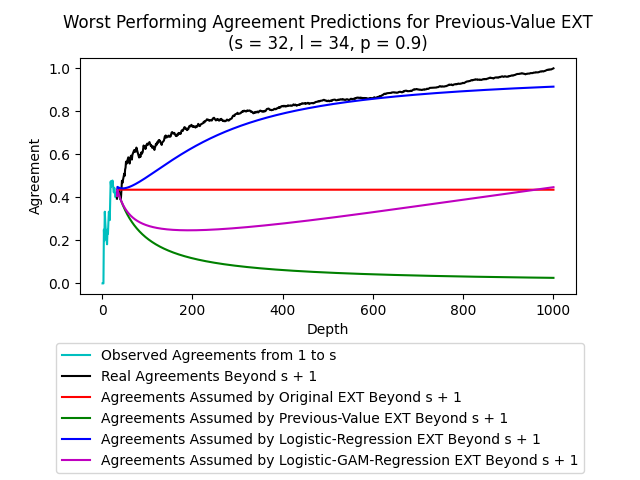 Worst Performing Agreement Predictions for Previous-Value EXT
(s = 32, l = 34, p = 0.9)
1.0
0.8
0.6
0.4
0.2
0.0
Agreement
0 200 400 600 800 1000
Depth
Observed Agreements from 1 to s
Real Agreements Beyond s + 1
Agreements Assumed by Original EXT Beyond s + 1
Agreements Assumed by Previous-Value EXT Beyond s + 1
Agreements Assumed by Logistic-Regression EXT Beyond s + 1
Agreements Assumed by Logistic-GAM-Regression EXT Beyond s + 1